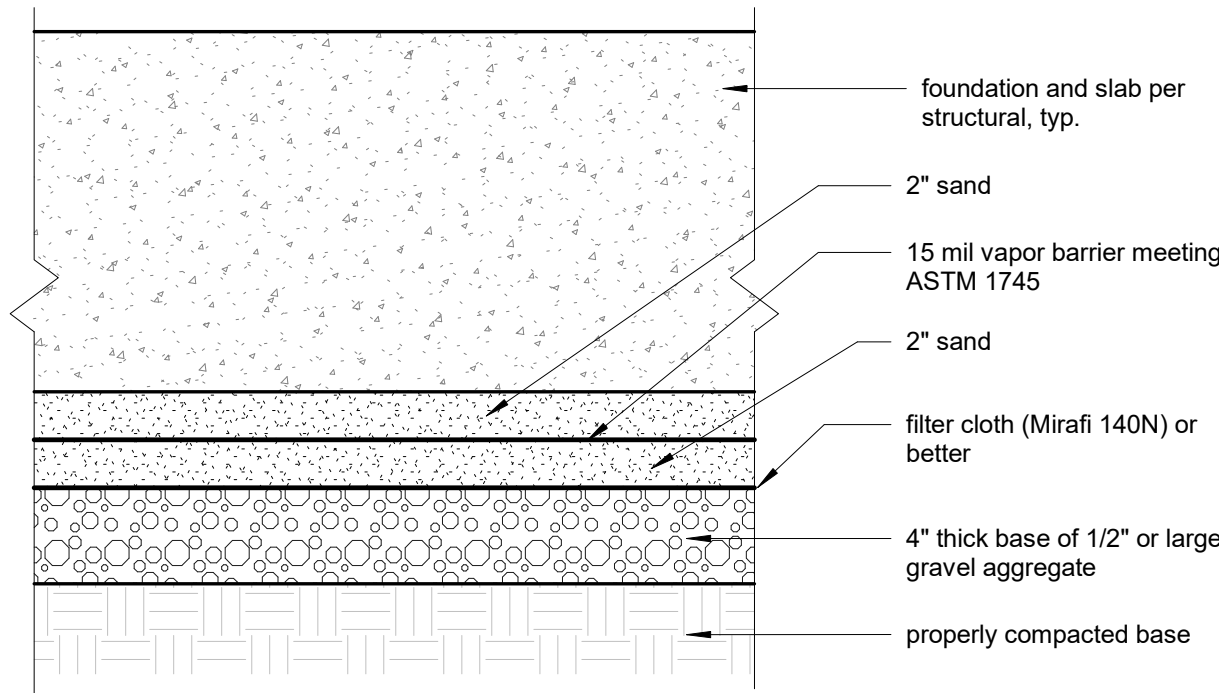 foundation and slab per
structural, typ.
2" sand
15 mil vapor barrier meeting
ASTM 1745
2" sand
filter cloth (Mirafi 140N) or
better
4" thick base of 1/2" or large
gravel aggregate
properly compacted base